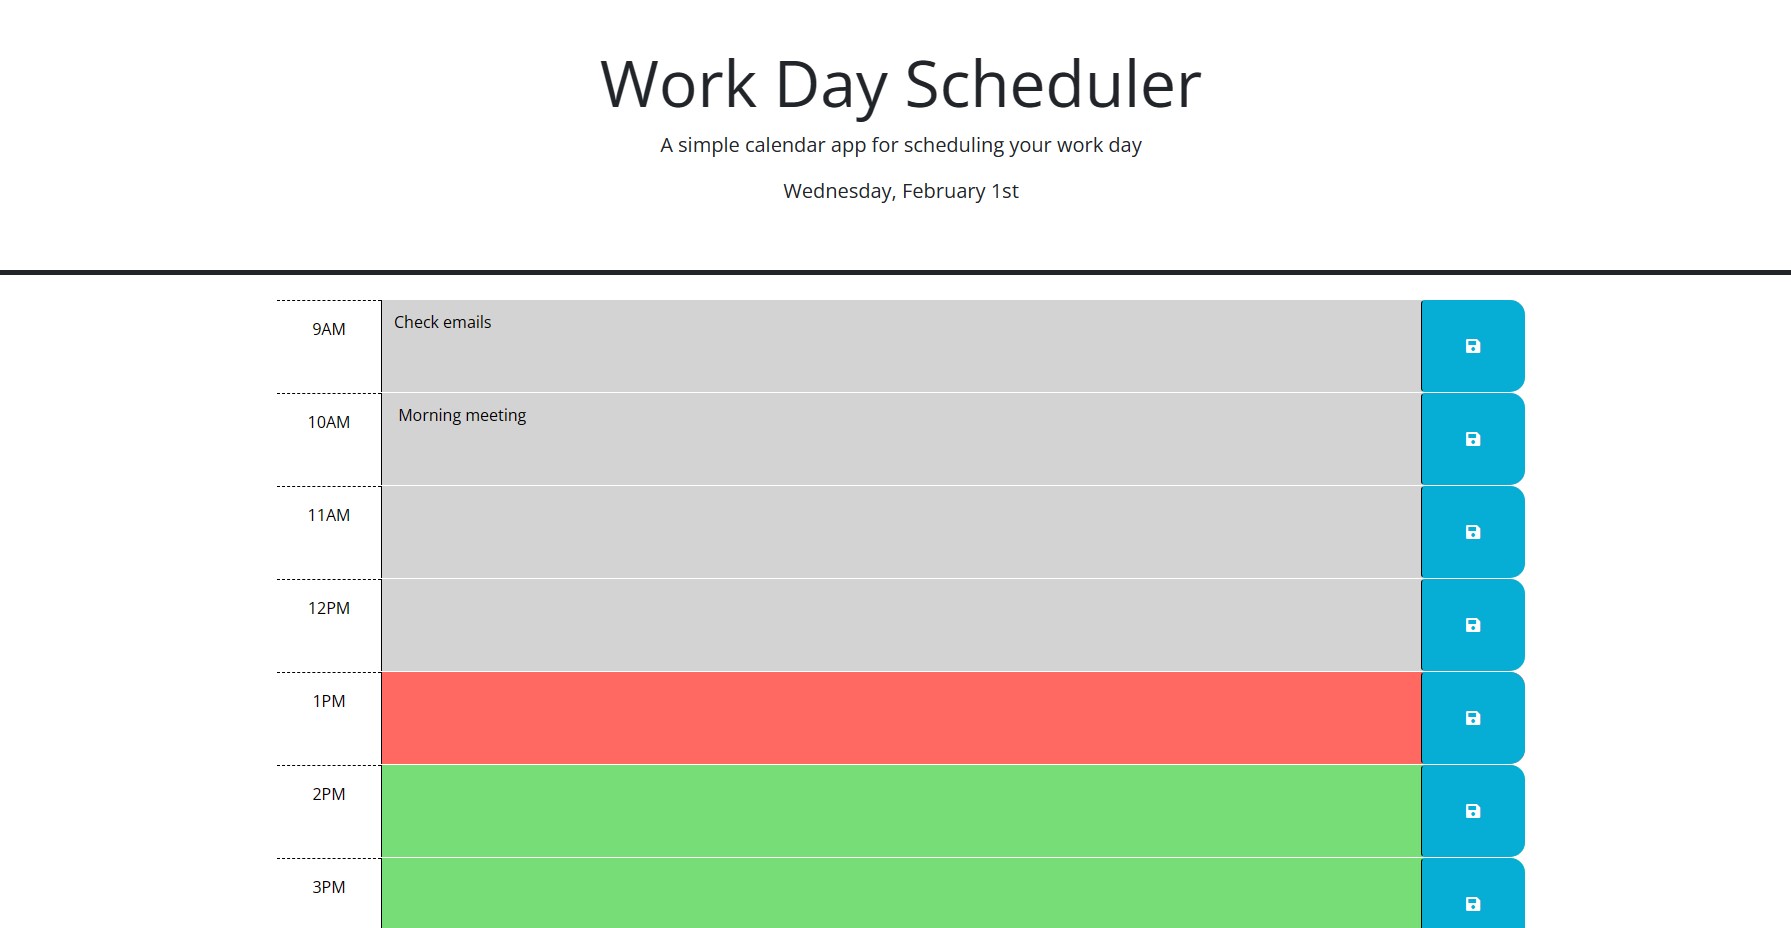 Work Day Scheduler
A simple calendar app for scheduling your work day
Wednesday, February 1st
9AM
Check emails
10AM
Morning meeting
11AM
12PM
1PM
2PM
3PM